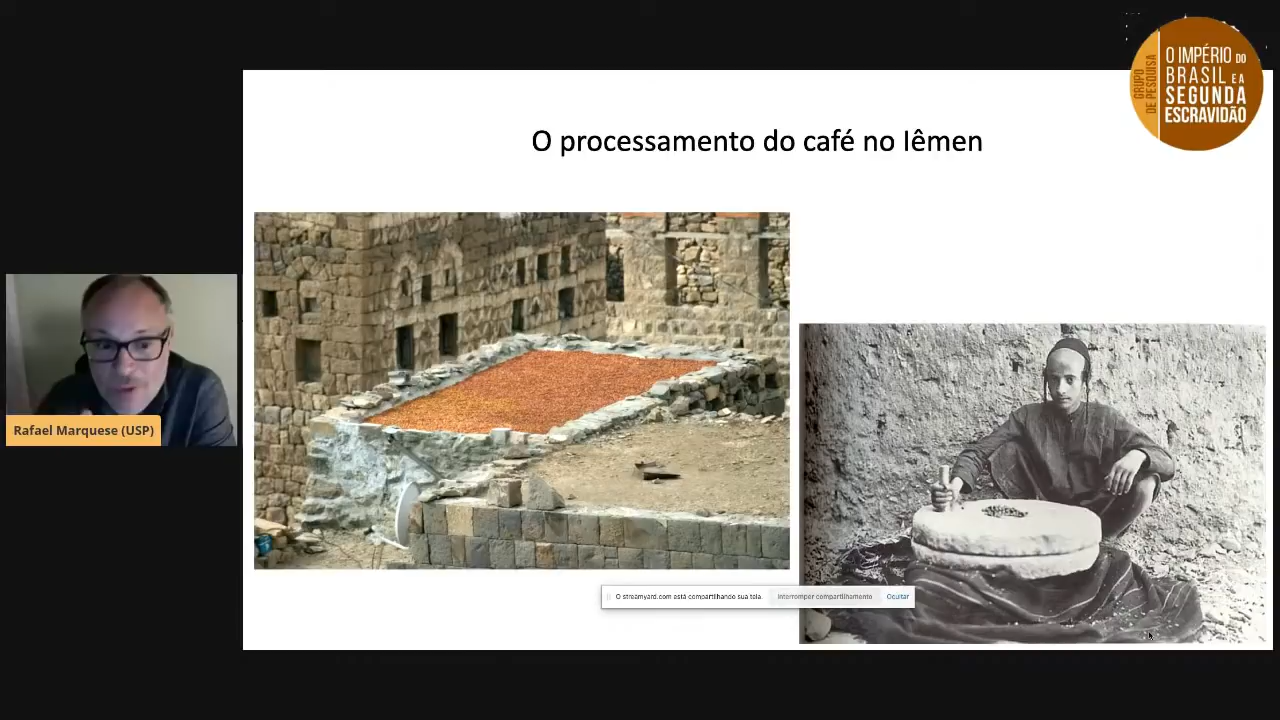 GRUPO
DE PESQUISA
O IMPÉRIO DO
BRASIL E A
SEGUNDA
ESCRAVIDÃO
O processamento do café no Iêmen
Rafael Marquese (USP)
O streamyard.com está compartilhando sua tela.
Interromper compartilhamento
Ocultar